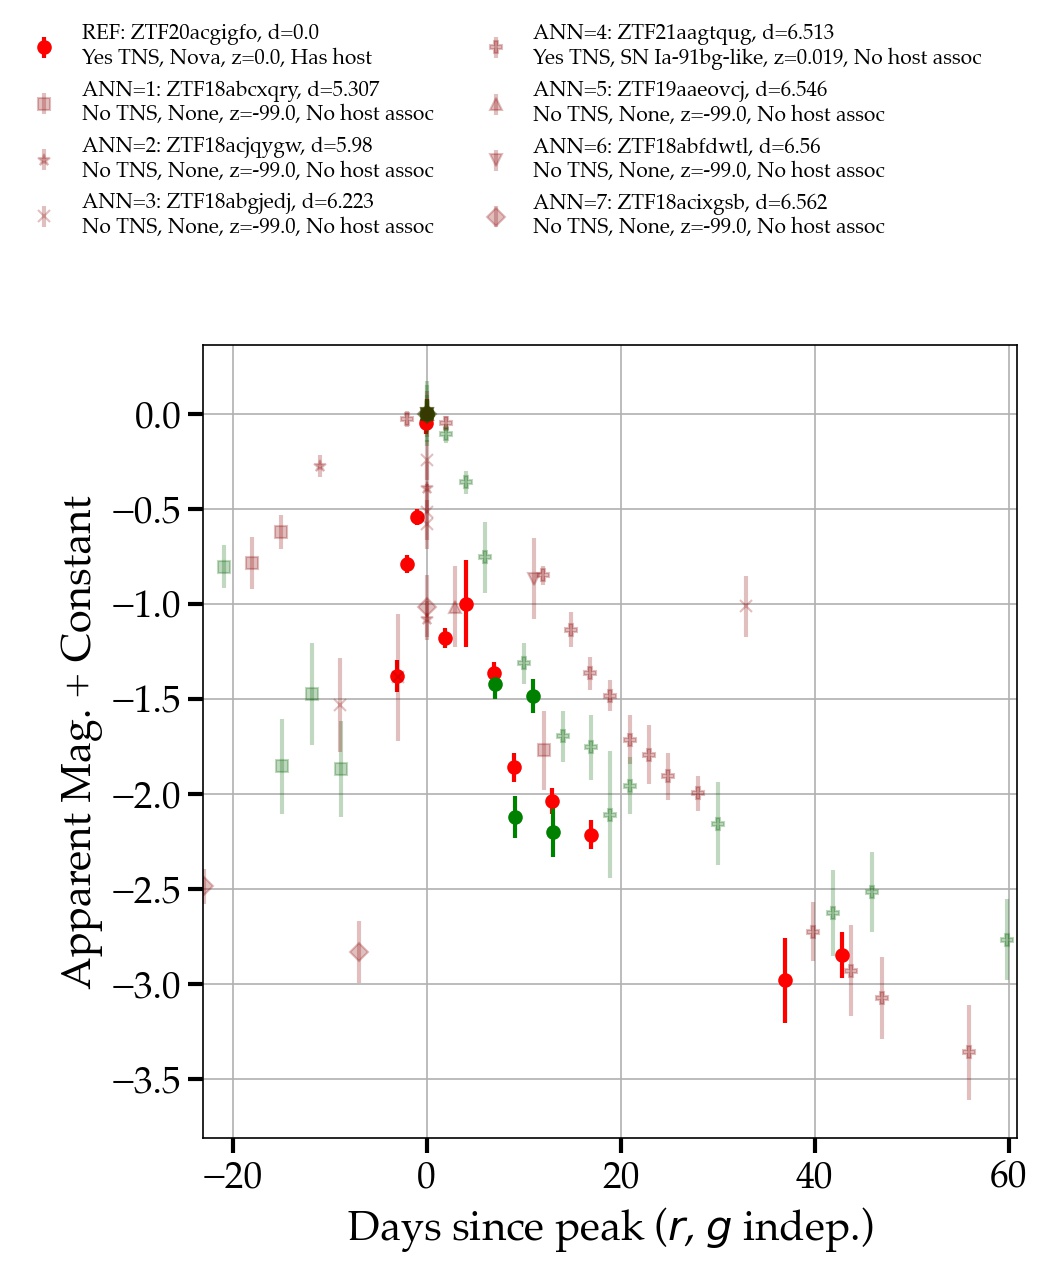 REF: ZTF20acgigfo, d=0.0
Yes TNS, Nova, z=0.0, Has host
ANN=1: ZTF18abcxqry, d=5.307
No TNS, None, z=-99.0, No host assoc
ANN=2: ZTF18acjqygw, d=5.98
No TNS, None, z=-99.0, No host assoc
ANN=3: ZTF18abgjedj, d=6.223
No TNS, None, z=-99.0, No host assoc
ANN=4: ZTF21aagtqug, d=6.513
Yes TNS, SN Ia-91bg-like, z=0.019, No host assoc
ANN=5: ZTF19aaeovcj, d=6.546
No TNS, None, z=-99.0, No host assoc
ANN=6: ZTF18abfdwtl, d=6.56
No TNS, None, z=-99.0, No host assoc
ANN=7: ZTF18acixgsb, d=6.562
No TNS, None, z=-99.0, No host assoc
Apparent Mag. + Constant
0.0
−0.5
−1.0
−1.5
−2.0
−2.5
−3.0
−3.5
−20 0 20 40 60
Days since peak (r, g indep.)